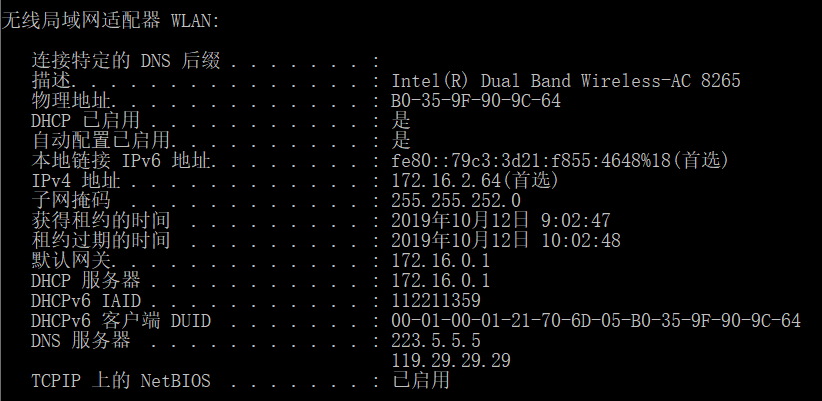 无线局域网适配器 WLAN:
连接特定的 DNS 后缀 . . . . . . . :
描述. . . . . . . . . . . . . . . : Intel(R) Dual Band Wireless-AC 8265
物理地址. . . . . . . . . . . . . : B0-35-9F-90-9C-64
DHCP 已启用 . . . . . . . . . . . : 是
自动配置已启用. . . . . . . . . . : 是
本地链接 IPv6 地址. . . . . . . . : fe80::79c3:3d21:f855:4648%18(首选)
IPv4 地址 . . . . . . . . . . . . : 172.16.2.64(首选)
子网掩码  . . . . . . . . . . . . : 255.255.252.0
获得租约的时间  . . . . . . . . . : 2019年10月12日 9:02:47
租约过期的时间  . . . . . . . . . : 2019年10月12日 10:02:48
默认网关. . . . . . . . . . . . . : 172.16.0.1
DHCP 服务器 . . . . . . . . . . . : 172.16.0.1
DHCPv6 IAID . . . . . . . . . . . : 112211359
DHCPv6 客户端 DUID  . . . . . . . : 00-01-00-01-21-70-6D-05-B0-35-9F-90-9C-64
DNS 服务器  . . . . . . . . . . . : 223.5.5.5
119.29.29.29
TCPIP 上的 NetBIOS  . . . . . . . : 已启用